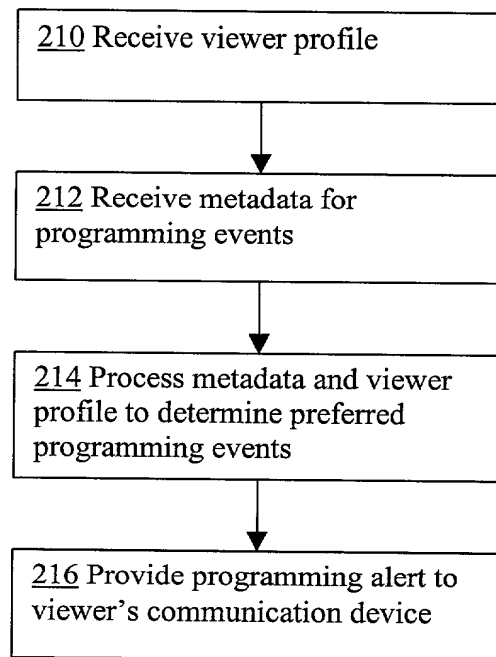 210 Receive viewer profile
212 Receive metadata for
programming events
214 Process metadata and viewer
profile to determine preferred
programming events
216 Provide programming alert to
viewer's communication device